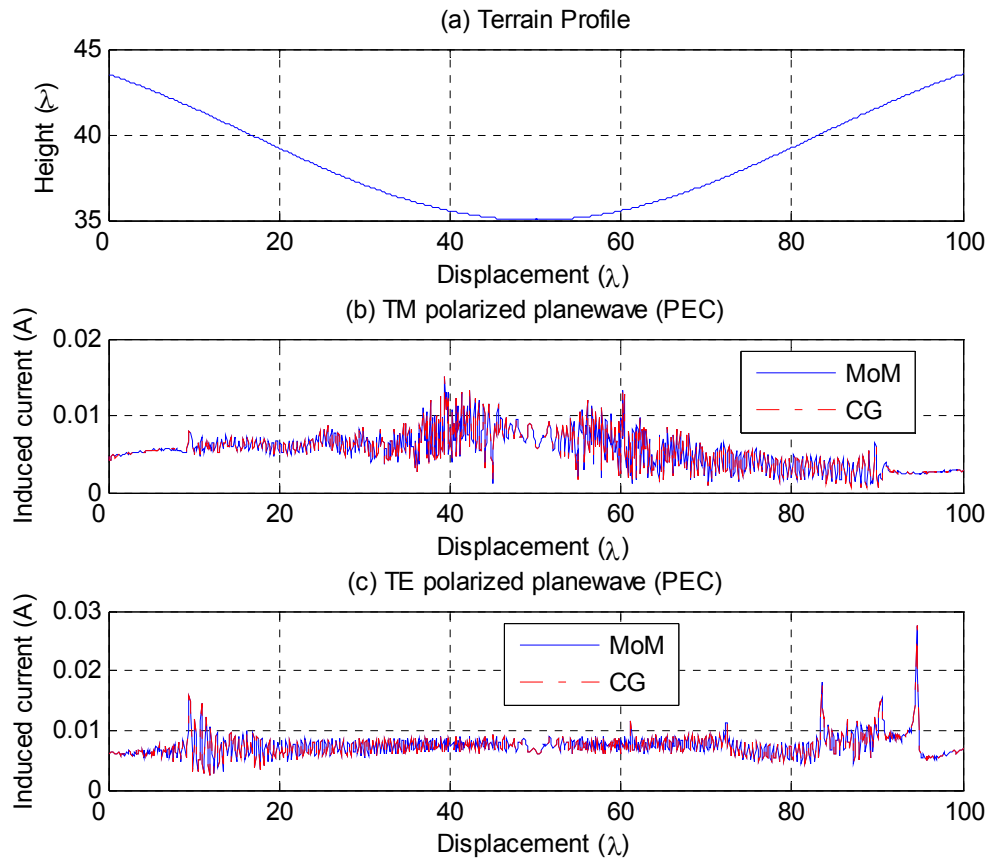 (a) Terrain Profile
Height (λ)
45
40
35
0 20 40 60 80 100
Displacement (λ)
(b) TM polarized planewave (PEC)
Induced current (A)
0.02
0.01
0
MoM
CG
0 20 40 60 80 100
Displacement (λ)
(c) TE polarized planewave (PEC)
Induced current (A)
0.03
0.02
0.01
0
MoM
CG
0 20 40 60 80 100
Displacement (λ)